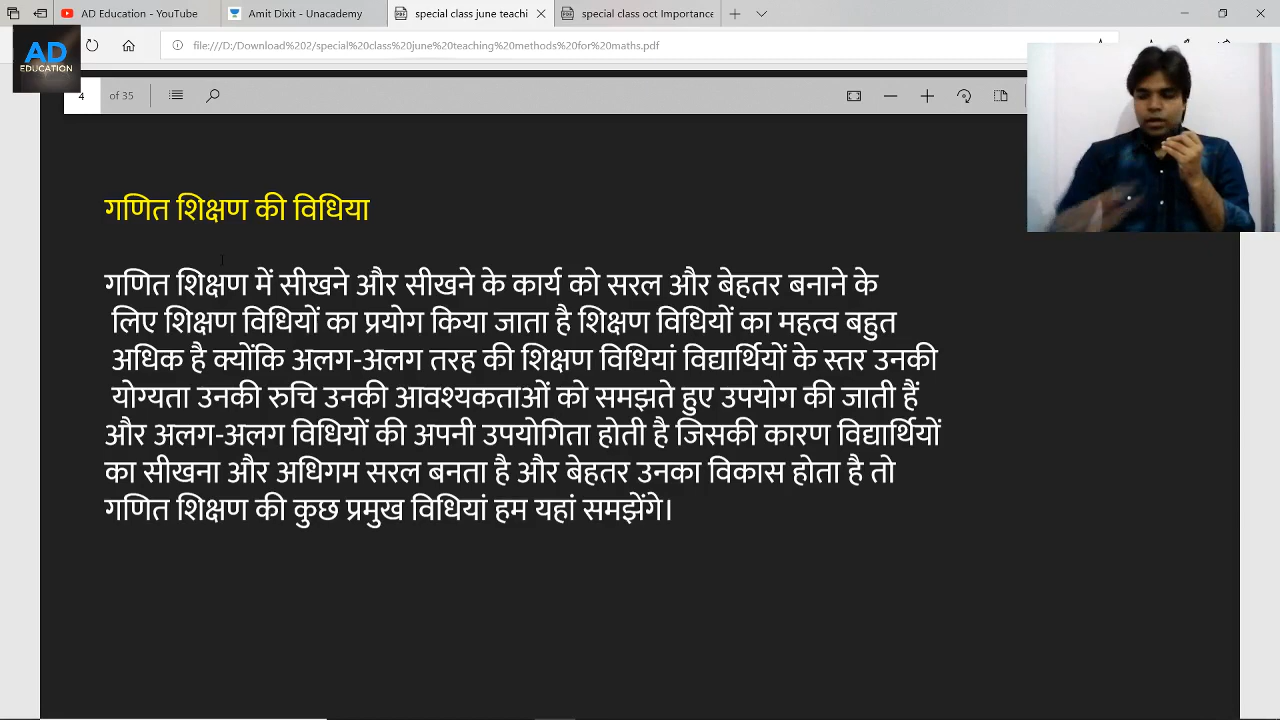 AD Education - YouTube
Amit Dixit - Unacademy
special class june teachi
special class oct Importance
AD
EDUCATION
file:///D:/Download%202/special%20class%20june%20teaching%20methods%20for%20maths.pdf
4 of 35
गणित शिक्षण की विधिया
गणित शिक्षण में सीखने और सीखने के कार्य को सरल और बेहतर बनाने के
लिए शिक्षण विधियों का प्रयोग किया जाता है शिक्षण विधियों का महत्व बहुत
अधिक है क्योंकि अलग-अलग तरह की शिक्षण विधियां विद्यार्थियों के स्तर उनकी
योग्यता उनकी रुचि उनकी आवश्यकताओं को समझते हुए उपयोग की जाती हैं
और अलग-अलग विधियों की अपनी उपयोगिता होती है जिसकी कारण विद्यार्थियों
का सीखना और अधिगम सरल बनता है और बेहतर उनका विकास होता है तो
गणित शिक्षण की कुछ प्रमुख विधियां हम यहां समझेंगे।